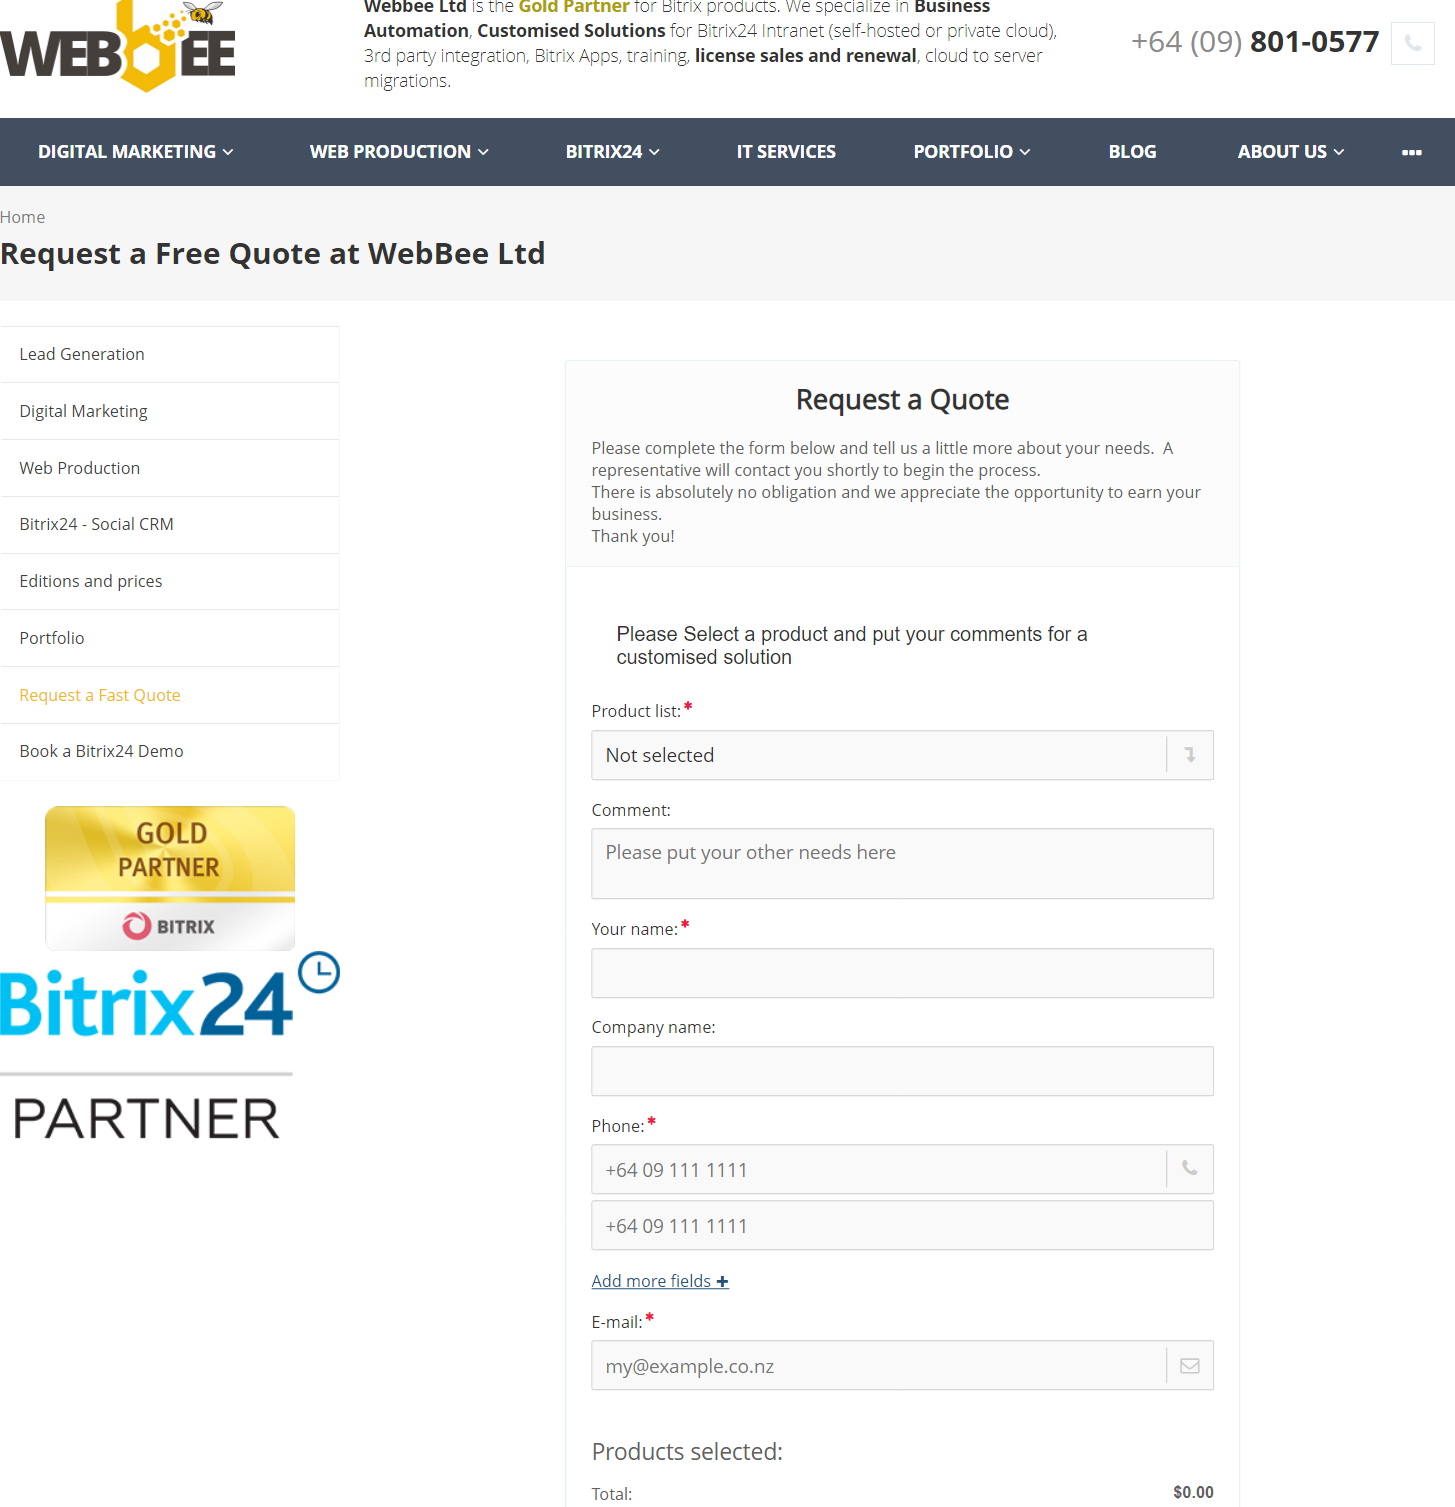 WEBBEE
Webbee Ltd is the Gold Partner for Bitrix products. We specialize in Business
Automation, Customised Solutions for Bitrix24 Intranet (self-hosted or private cloud),
3rd party integration, Bitrix Apps, training, license sales and renewal, cloud to server
migrations.
+64 (09) 801-0577
DIGITAL MARKETING WEB PRODUCTION BITRIX24 IT SERVICES PORTFOLIO BLOG ABOUT US
Home
Request a Free Quote at WebBee Ltd
Lead Generation
Digital Marketing
Web Production
Bitrix24 - Social CRM
Editions and prices
Portfolio
Request a Fast Quote
Book a Bitrix24 Demo
GOLD
PARTNER
BITRIX
Bitrix24
PARTNER
Request a Quote
Please complete the form below and tell us a little more about your needs.  A
representative will contact you shortly to begin the process.
There is absolutely no obligation and we appreciate the opportunity to earn your
business.
Thank you!
Please Select a product and put your comments for a
customised solution
Product list:*
Not selected
Comment:
Please put your other needs here
Your name:*
Company name:
Phone:*
+64 09 111 1111
+64 09 111 1111
Add more fields +
E-mail:*
my@example.co.nz
Products selected:
Total: $0.00